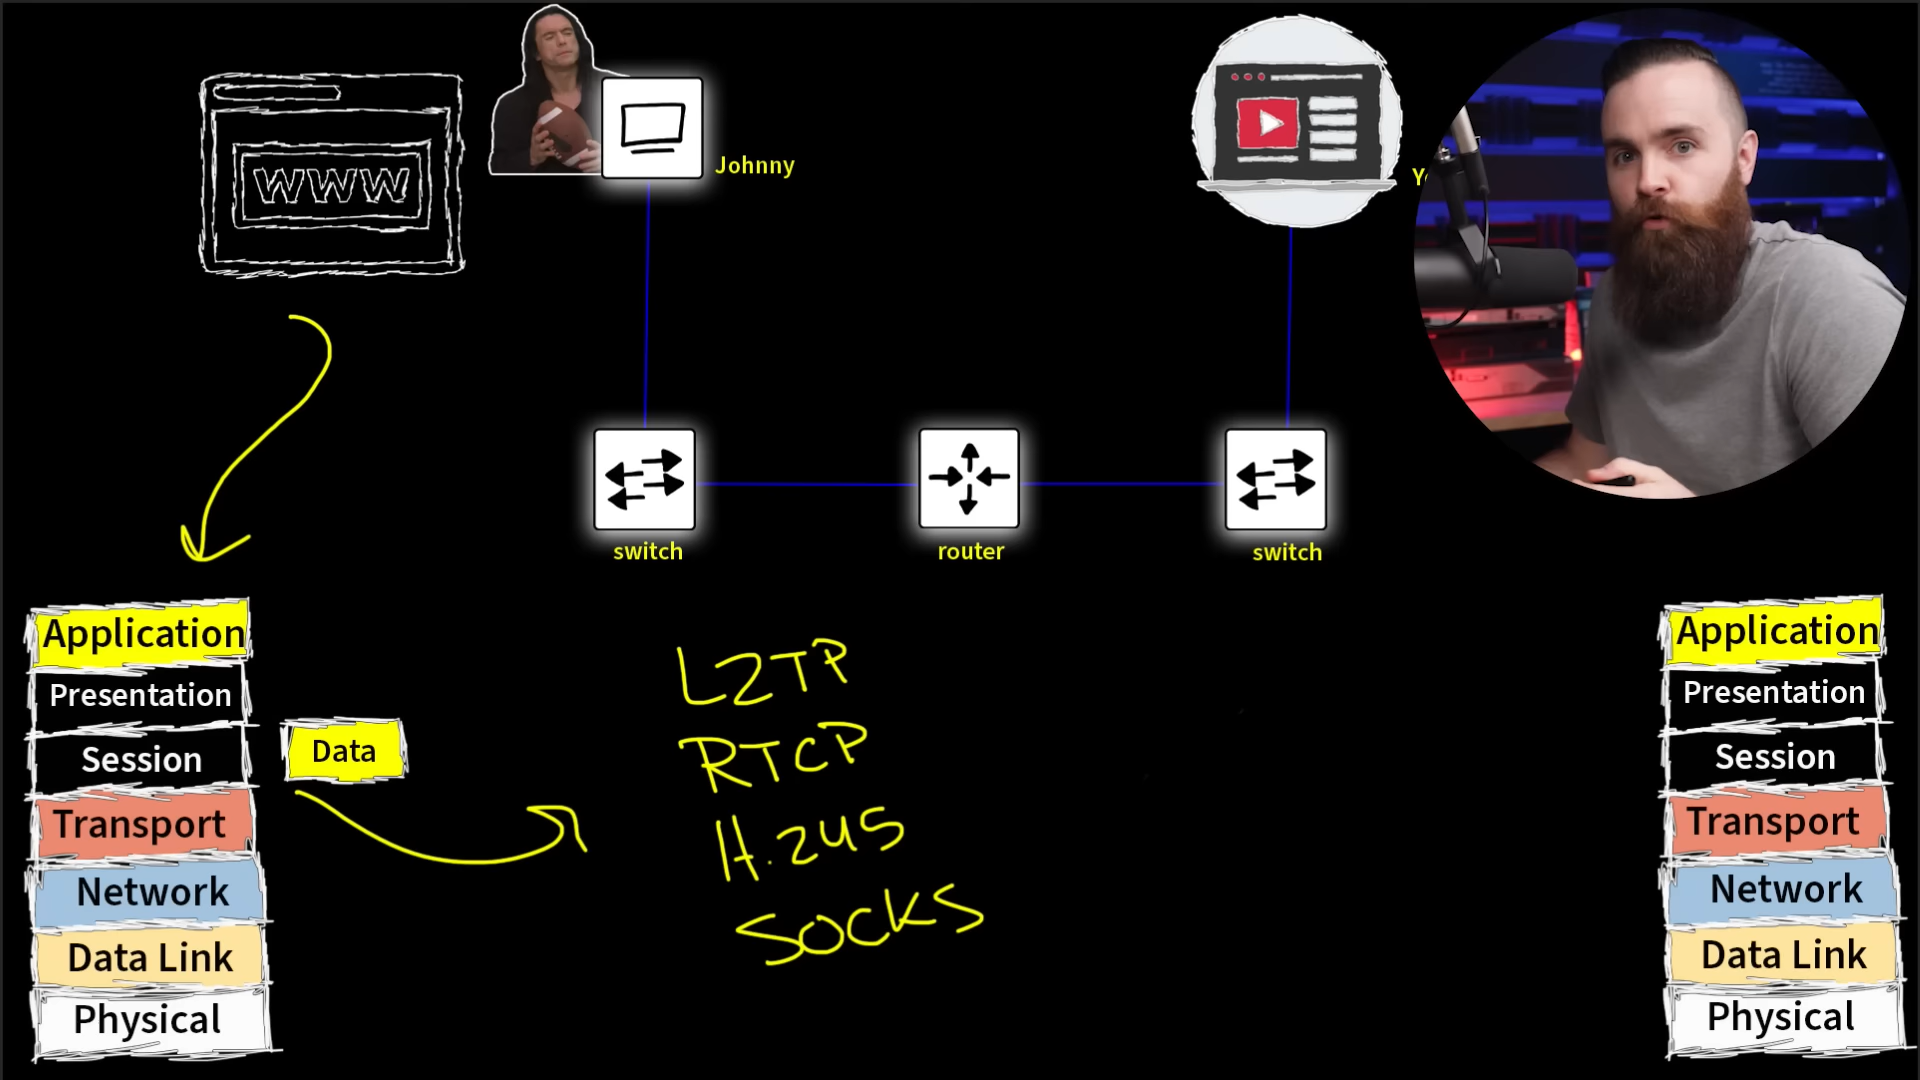 WWW
Johnny
switch
router
switch
Application
Presentation
Session
Transport
Network
Data Link
Physical
Data
L2TP
RTCP
H.245
SOCKS
Application
Presentation
Session
Transport
Network
Data Link
Physical